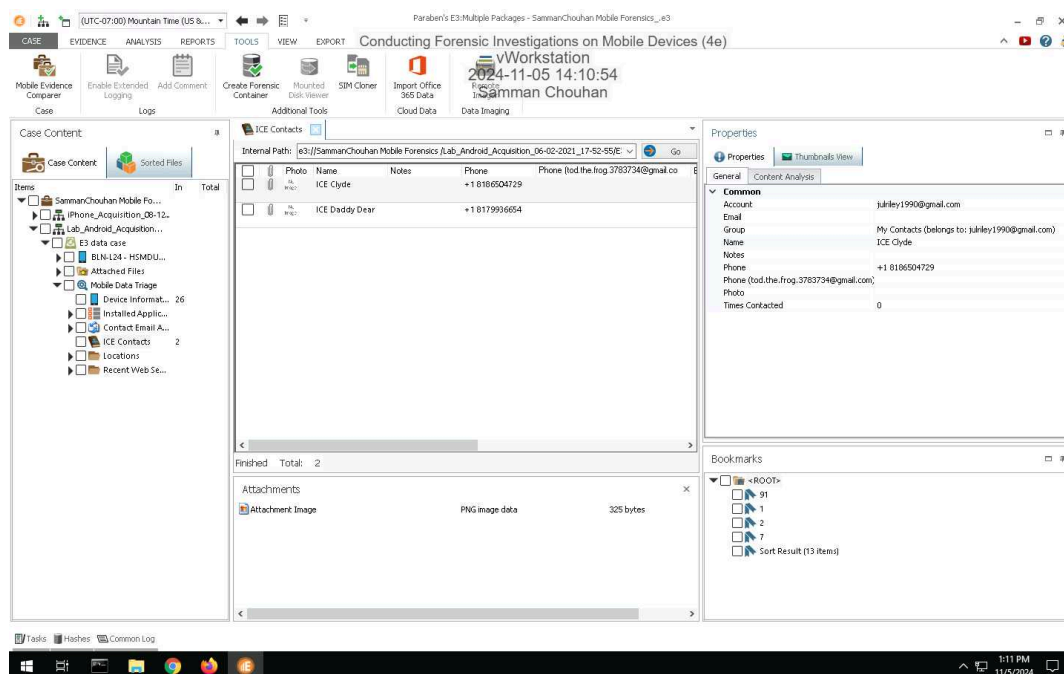 (UTC-07:00) Mountain Time (US &...
Paraben's E3:Multiple Packages - SammanChouhan Mobile Forensics_.e3
CASE EVIDENCE ANALYSIS REPORTS TOOLS VIEW EXPORT
Conducting Forensic Investigations on Mobile Devices (4e)
vWorkstation
2024-11-05 14:10:54
Samman Chouhan
Mobile Evidence Comparer
Enable Extended Logging
Add Comment
Create Forensic Container
Mounted Disk Viewer
SIM Cloner
Import Office 365 Data
Case Logs Additional Tools Cloud Data Data Imaging
Case Content
Case Content Sorted Files
Items In Total
SammanChouhan Mobile Fo...
iPhone_Acquisition_08-12..
Lab_Android_Acquisition...
E3 data case
BLN-L24 - HSMDU...
Attached Files
Mobile Data Triage
Device Informat... 26
Installed Applic...
Contact Email A...
ICE Contacts 2
Locations
Recent Web Se...
ICE Contacts
Internal Path: e3://SammanChouhan Mobile Forensics /Lab_Android_Acquisition_06-02-2021_17-52-55/E: Go
Photo Name Notes Phone Phone (tod.the.frog.3783734@gmail.co E
ICE Clyde +1 8186504729
ICE Daddy Dear +1 8179936654
Finished Total: 2
Attachments
Attachment Image PNG image data 325 bytes
Properties
Properties Thumbnails View
General Content Analysis
Common
Account julriley1990@gmail.com
Email
Group My Contacts (belongs to: julriley1990@gmail.com)
Name ICE Clyde
Notes
Phone +1 8186504729
Phone (tod.the.frog.3783734@gmail.com)
Photo
Times Contacted 0
Bookmarks
<ROOT>
91
1
2
7
Sort Result (13 items)
Tasks Hashes Common Log
1:11 PM
11/5/2024